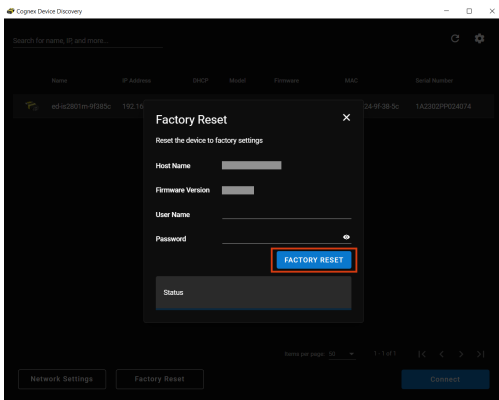 Cognex Device Discovery
Search for name, IP, and more...
Name IP Address DHCP Model Firmware MAC Serial Number
ed-is2801m-9f385c 192.16 24-9F-38-5c 1A2302PP024074
Factory Reset
Reset the device to factory settings
Host Name
Firmware Version
User Name
Password
FACTORY RESET
Status
Items per page 50 1 - 1 of 1
Network Settings Factory Reset Connect